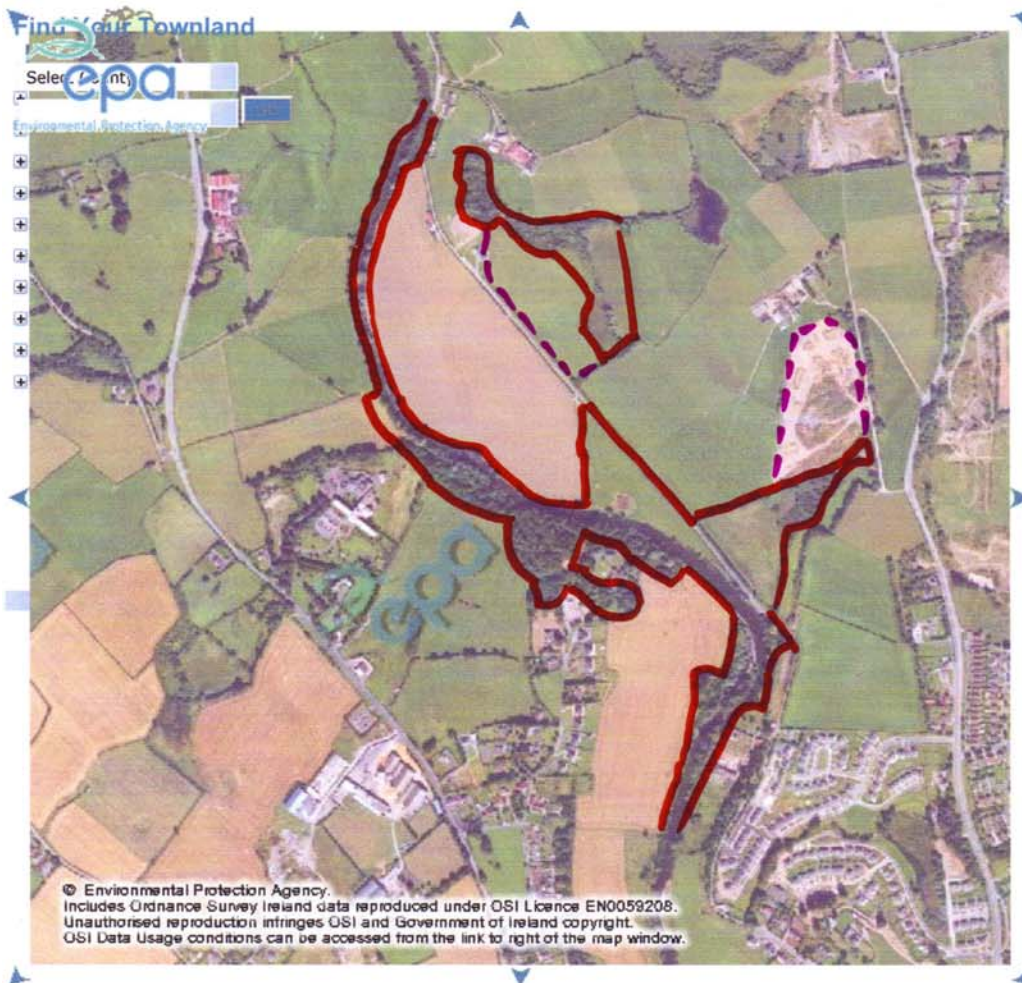 Find Your Townland
Select County
epa
Environmental Protection Agency
epa
© Environmental Protection Agency.
Includes Ordnance Survey Ireland data reproduced under OSI Licence EN0059208.
Unauthorised reproduction infringes OSI and Government of Ireland copyright.
OSI Data Usage conditions can be accessed from the link to right of the map window.